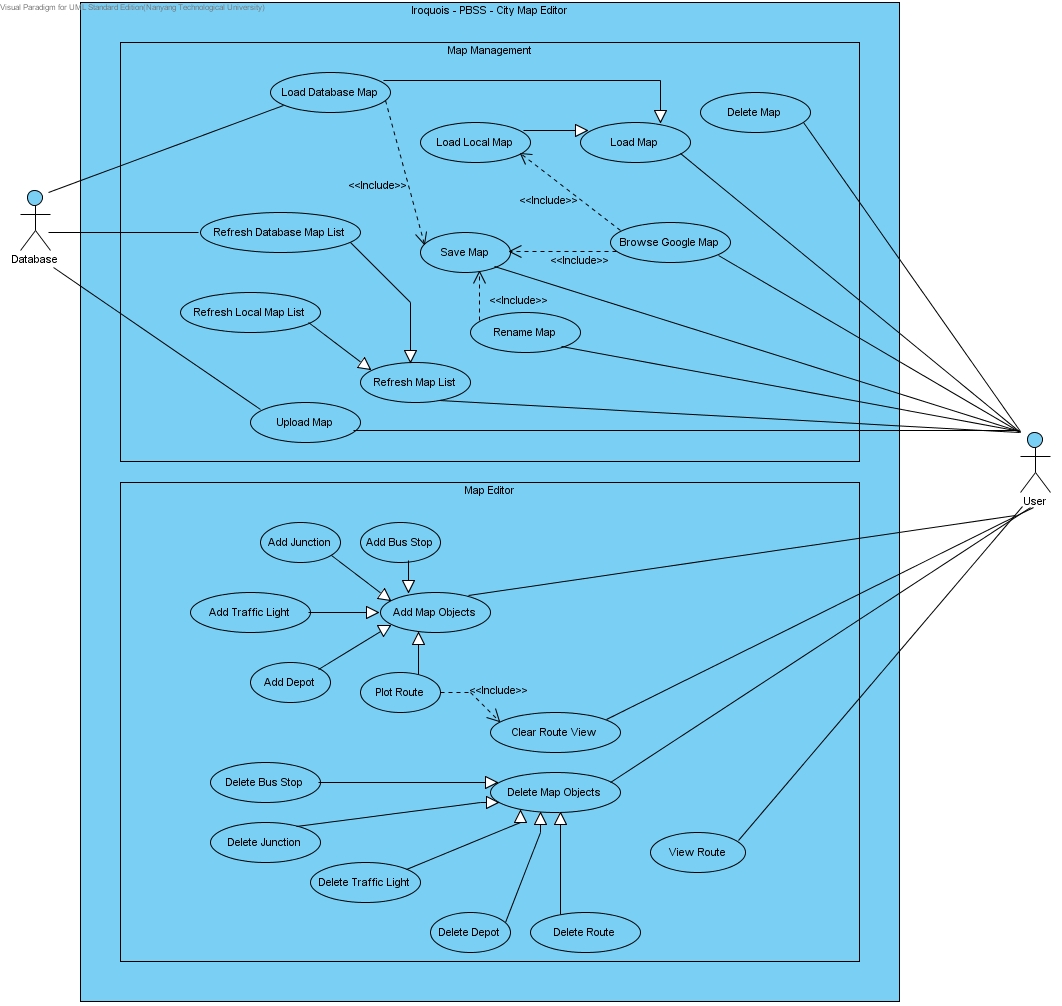 Visual Paradigm for UML Standard Edition(Nanyang Technological University)
Iroquois - PBSS - City Map Editor
Map Management
Load Database Map
Delete Map
Load Local Map
Load Map
<<Include>>
<<Include>>
Database
Refresh Database Map List
Save Map
Browse Google Map
<<Include>>
<<Include>>
Refresh Local Map List
Rename Map
Refresh Map List
Upload Map
User
Map Editor
Add Junction
Add Bus Stop
Add Traffic Light
Add Map Objects
Add Depot
Plot Route
<<Include>>
Clear Route View
Delete Bus Stop
Delete Map Objects
Delete Junction
View Route
Delete Traffic Light
Delete Depot
Delete Route